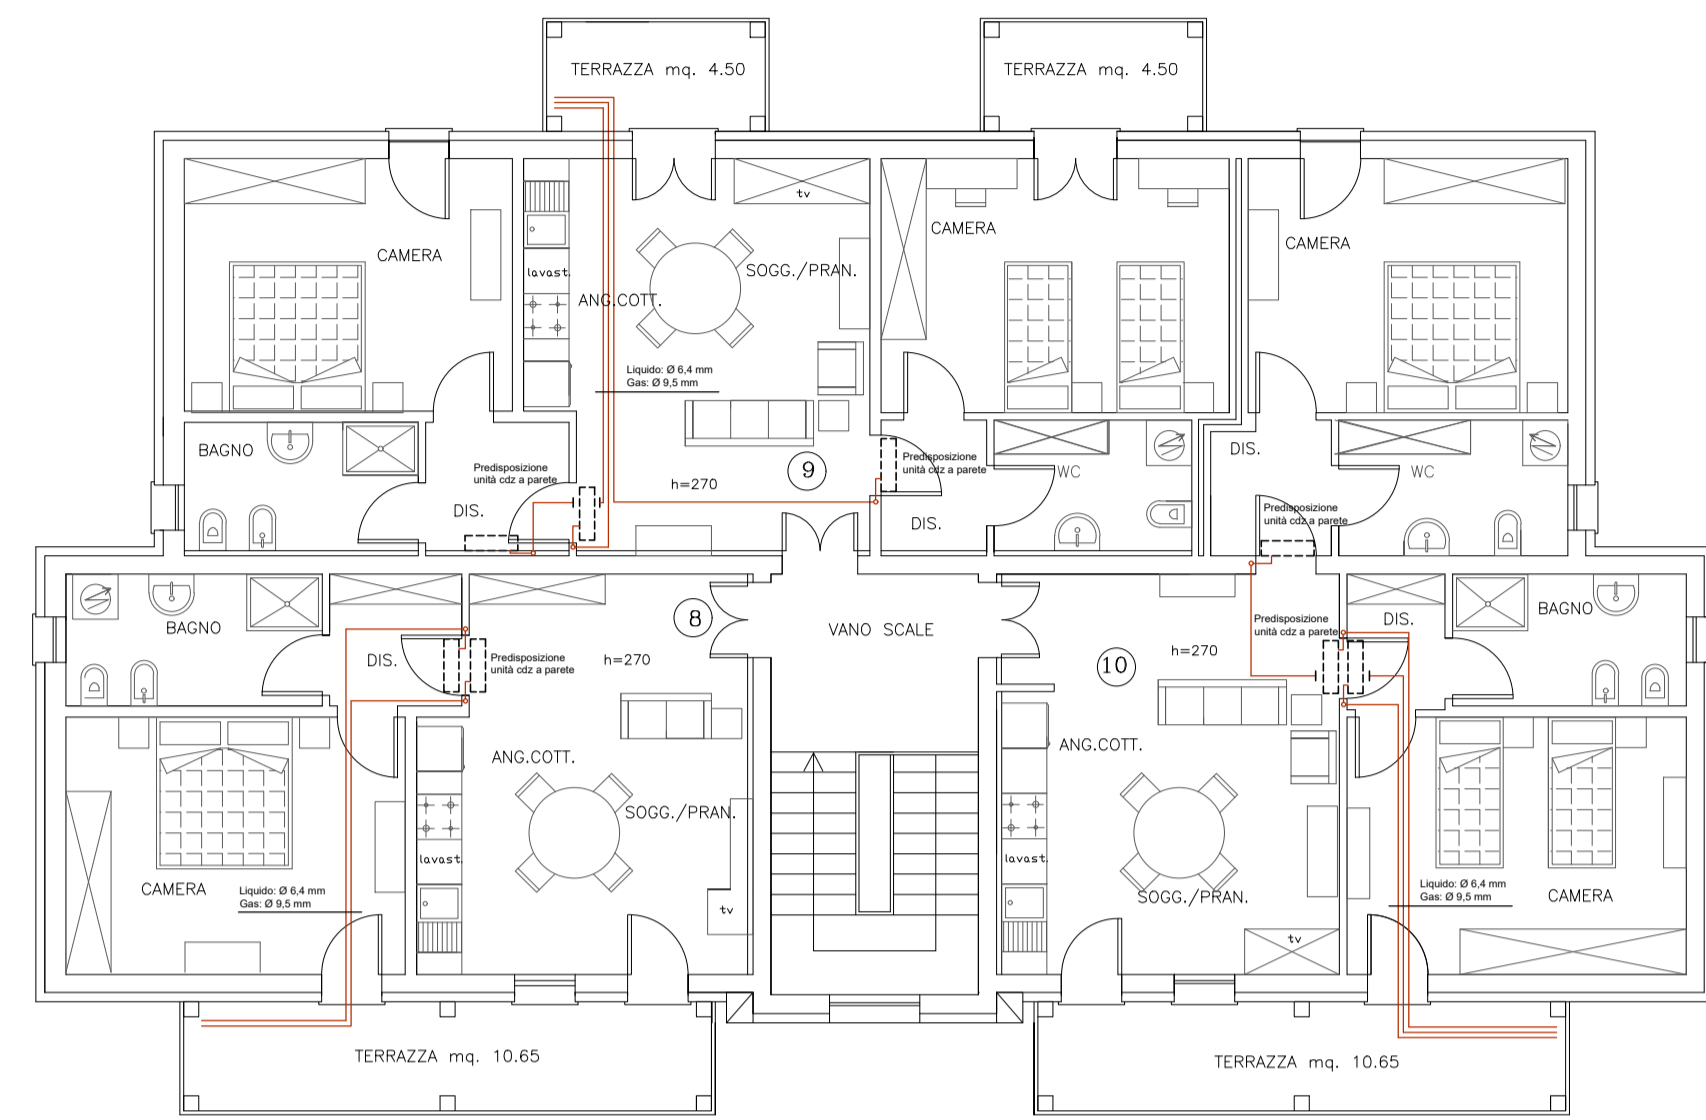 TERRAZZA mq. 4.50
TERRAZZA mq. 4.50
tv
CAMERA
CAMERA
CAMERA
SOGG./PRAN.
lavast.
ANG.COTT.
Liquido: Ø 6,4 mm
Gas: Ø 9,5 mm
BAGNO
DIS.
Predisposizione
unità cdz a parete
9
Predisposizione
unità cdz a parete
WC
WC
h=270
DIS.
DIS.
Predisposizione
unità cdz a parete
BAGNO
8
VANO SCALE
Predisposizione
unità cdz a parete
DIS.
BAGNO
DIS.
Predisposizione
unità cdz a parete
h=270
10
h=270
ANG.COTT.
ANG.COTT.
SOGG./PRAN.
lavast.
lavast.
CAMERA
Liquido: Ø 6,4 mm
Gas: Ø 9,5 mm
tv
SOGG./PRAN.
Liquido: Ø 6,4 mm
Gas: Ø 9,5 mm
CAMERA
tv
TERRAZZA mq. 10.65
TERRAZZA mq. 10.65